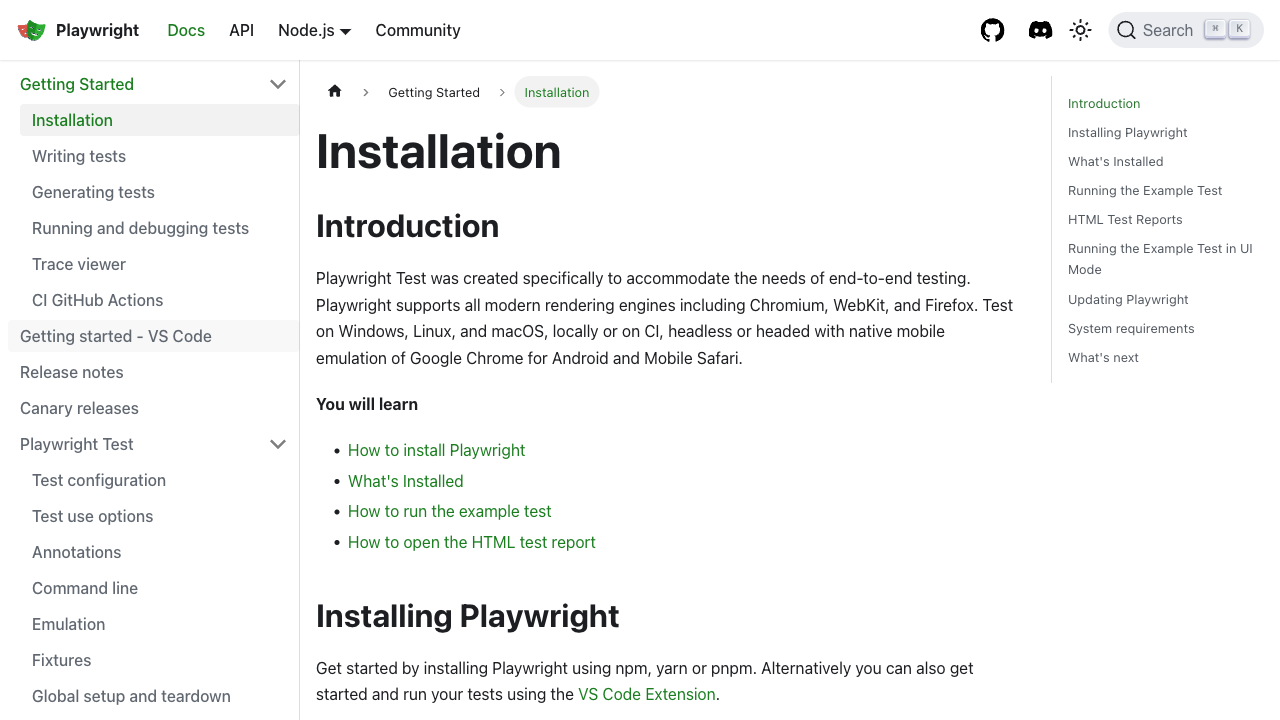 Playwright
Docs
API
Node.js
Community
Search
⌘
K
Getting Started
Installation
Writing tests
Generating tests
Running and debugging tests
Trace viewer
CI GitHub Actions
Getting started - VS Code
Release notes
Canary releases
Playwright Test
Test configuration
Test use options
Annotations
Command line
Emulation
Fixtures
Global setup and teardown
Getting Started
Installation
Installation
Introduction
Playwright Test was created specifically to accommodate the needs of end-to-end testing.
Playwright supports all modern rendering engines including Chromium, WebKit, and Firefox. Test
on Windows, Linux, and macOS, locally or on CI, headless or headed with native mobile
emulation of Google Chrome for Android and Mobile Safari.
You will learn
• How to install Playwright
• What's Installed
• How to run the example test
• How to open the HTML test report
Installing Playwright
Get started by installing Playwright using npm, yarn or pnpm. Alternatively you can also get
started and run your tests using the VS Code Extension.
Introduction
Installing Playwright
What's Installed
Running the Example Test
HTML Test Reports
Running the Example Test in UI
Mode
Updating Playwright
System requirements
What's next